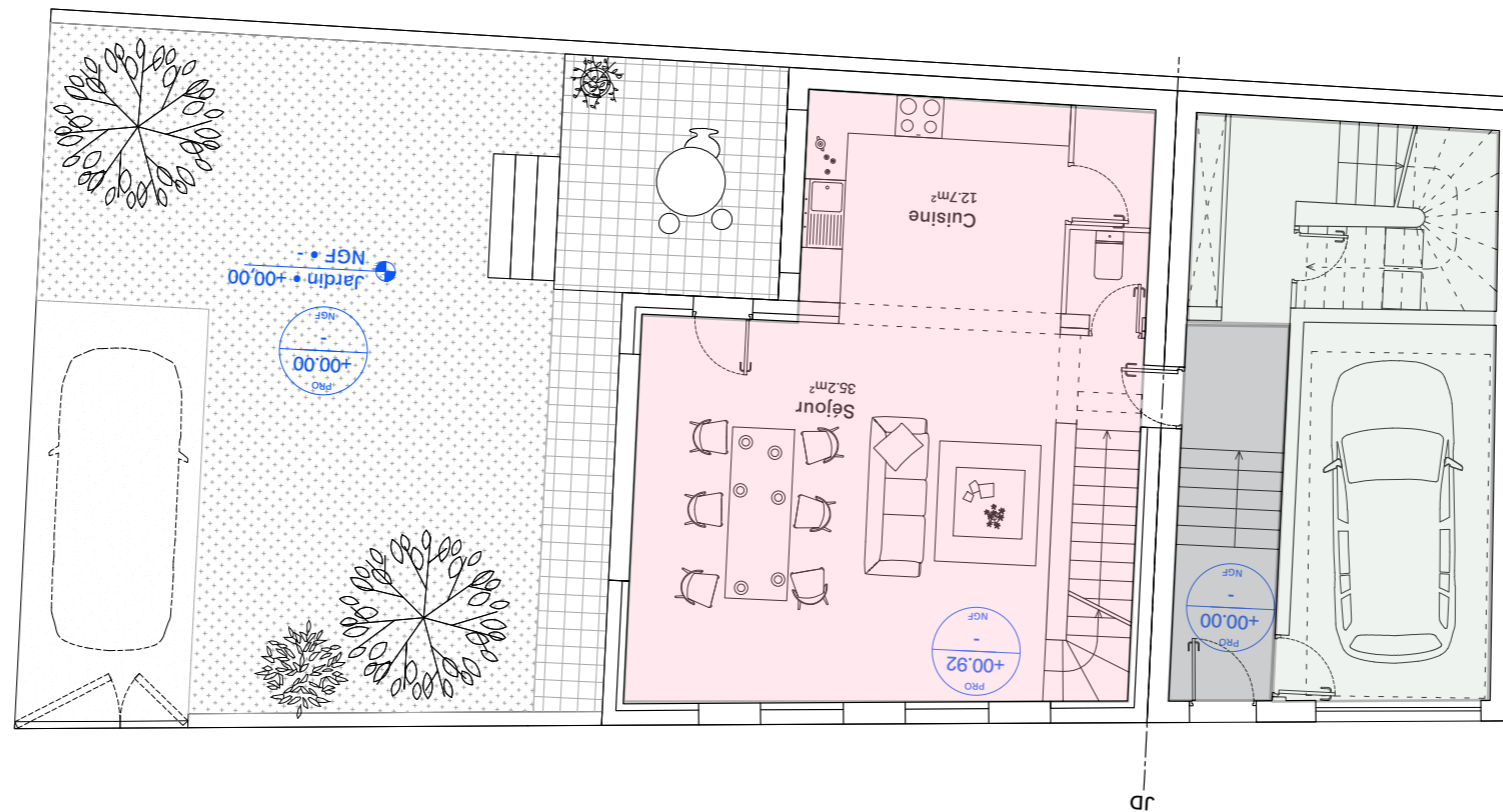 JD
PRO
+00.92
-
NGF
PRO
+00.00
-
NGF
Séjour
35.2m²
PRO
+00.00
-
NGF
Jardin • +00,00
NGF • -
Cuisine
12.7m²